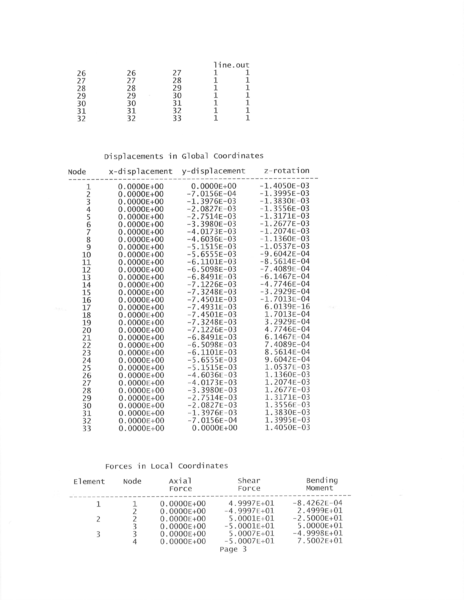 line.out
26 26 27 1 1
27 27 28 1 1
28 28 29 1 1
29 29 30 1 1
30 30 31 1 1
31 31 32 1 1
32 32 33 1 1
Displacements in Global Coordinates
Node x-displacement y-displacement z-rotation
1 0.0000E+00 0.0000E+00 -1.4050E-03
2 0.0000E+00 -7.0156E-04 -1.3995E-03
3 0.0000E+00 -1.3976E-03 -1.3830E-03
4 0.0000E+00 -2.0827E-03 -1.3556E-03
5 0.0000E+00 -2.7514E-03 -1.3171E-03
6 0.0000E+00 -3.3980E-03 -1.2677E-03
7 0.0000E+00 -4.0173E-03 -1.2074E-03
8 0.0000E+00 -4.6036E-03 -1.1360E-03
9 0.0000E+00 -5.1515E-03 -1.0537E-03
10 0.0000E+00 -5.6555E-03 -9.6042E-04
11 0.0000E+00 -6.1101E-03 -8.5614E-04
12 0.0000E+00 -6.5098E-03 -7.4089E-04
13 0.0000E+00 -6.8491E-03 -6.1467E-04
14 0.0000E+00 -7.1226E-03 -4.7746E-04
15 0.0000E+00 -7.3248E-03 -3.2929E-04
16 0.0000E+00 -7.4501E-03 -1.7013E-04
17 0.0000E+00 -7.4931E-03 6.0139E-16
18 0.0000E+00 -7.4501E-03 1.7013E-04
19 0.0000E+00 -7.3248E-03 3.2929E-04
20 0.0000E+00 -7.1226E-03 4.7746E-04
21 0.0000E+00 -6.8491E-03 6.1467E-04
22 0.0000E+00 -6.5098E-03 7.4089E-04
23 0.0000E+00 -6.1101E-03 8.5614E-04
24 0.0000E+00 -5.6555E-03 9.6042E-04
25 0.0000E+00 -5.1515E-03 1.0537E-03
26 0.0000E+00 -4.6036E-03 1.1360E-03
27 0.0000E+00 -4.0173E-03 1.2074E-03
28 0.0000E+00 -3.3980E-03 1.2677E-03
29 0.0000E+00 -2.7514E-03 1.3171E-03
30 0.0000E+00 -2.0827E-03 1.3556E-03
31 0.0000E+00 -1.3976E-03 1.3830E-03
32 0.0000E+00 -7.0156E-04 1.3995E-03
33 0.0000E+00 0.0000E+00 1.4050E-03
Forces in Local Coordinates
Element Node Axial Shear Bending
Force Force Moment
1 1 0.0000E+00 4.9997E+01 -8.4262E-04
2 0.0000E+00 -4.9997E+01 2.4999E+01
2 2 0.0000E+00 5.0001E+01 -2.5000E+01
3 0.0000E+00 -5.0001E+01 5.0000E+01
3 3 0.0000E+00 5.0007E+01 -4.9998E+01
4 0.0000E+00 -5.0007E+01 7.5002E+01
Page 3